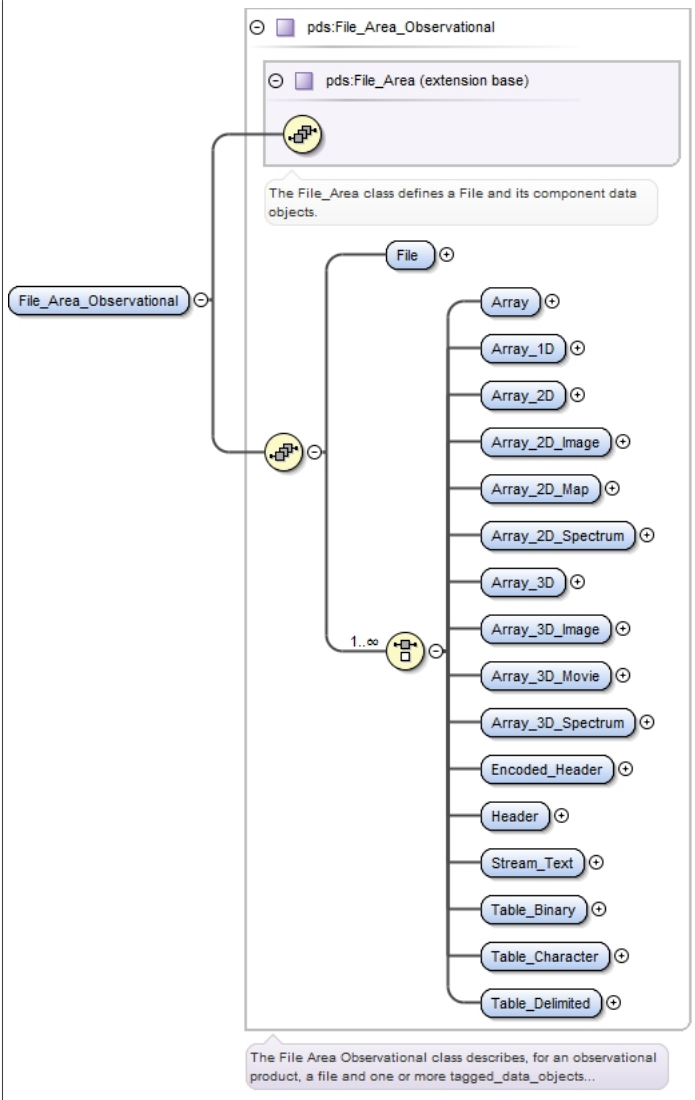 pds:File_Area_Observational
pds:File_Area (extension base)
The File_Area class defines a File and its component data
objects.
File_Area_Observational
File
Array
Array_1D
Array_2D
Array_2D_Image
Array_2D_Map
Array_2D_Spectrum
Array_3D
Array_3D_Image
1..∞
Array_3D_Movie
Array_3D_Spectrum
Encoded_Header
Header
Stream_Text
Table_Binary
Table_Character
Table_Delimited
The File Area Observational class describes, for an observational
product, a file and one or more tagged_data_objects...